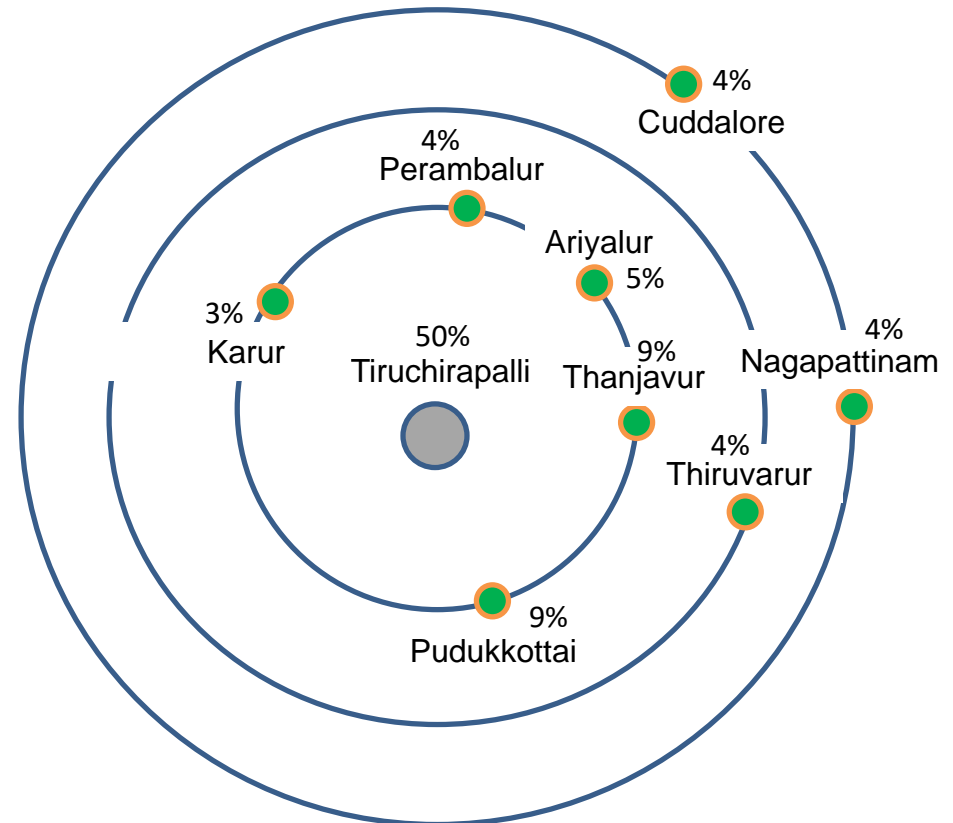 4%
Cuddalore
4%
Perambalur
Ariyalur
5%
3%
Karur
50%
Tiruchirapalli
9%
Thanjavur
4%
Nagapattinam
4%
Thiruvarur
9%
Pudukkottai